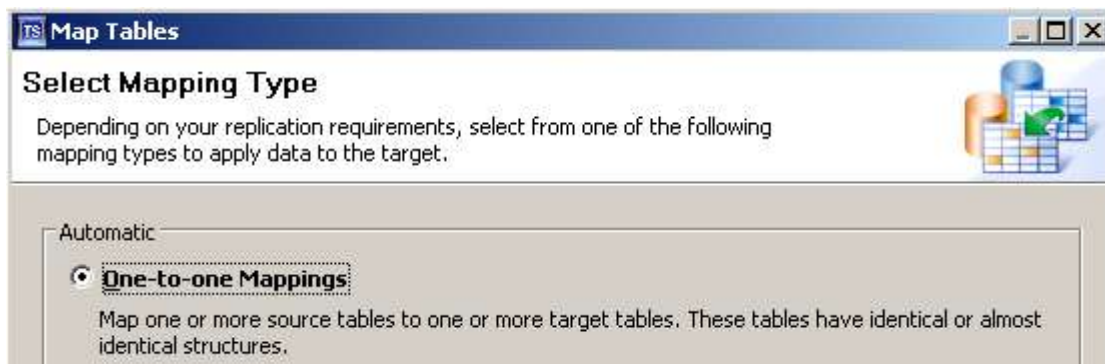 TS Map Tables
Select Mapping Type
Depending on your replication requirements, select from one of the following
mapping types to apply data to the target.
Automatic
One-to-one Mappings
Map one or more source tables to one or more target tables. These tables have identical or almost
identical structures.